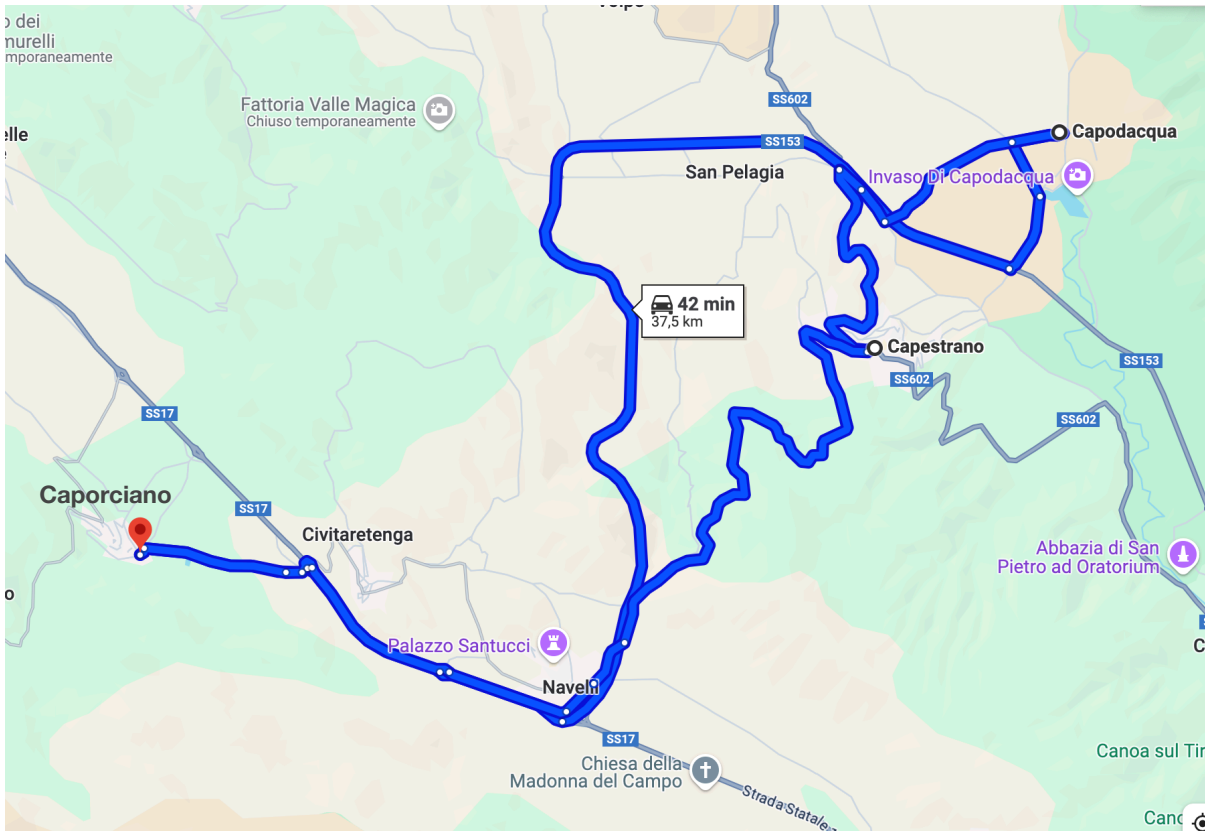 o dei
murelli
mporaneamente
SS602
Fattoria Valle Magica
Chiuso temporaneamente
elle
Capodacqua
SS153
San Pelagia
Invaso Di Capodacqua
42 min
37,5 km
Capestrano
SS153
SS602
SS17
SS602
Caporciano
SS17
Civitaretenga
Abbazia di San
Pietro ad Oratorium
o
Palazzo Santucci
C
Navelli
SS17
Canoa sul Tir
Chiesa della
Madonna del Campo
Strada Statale
Cano